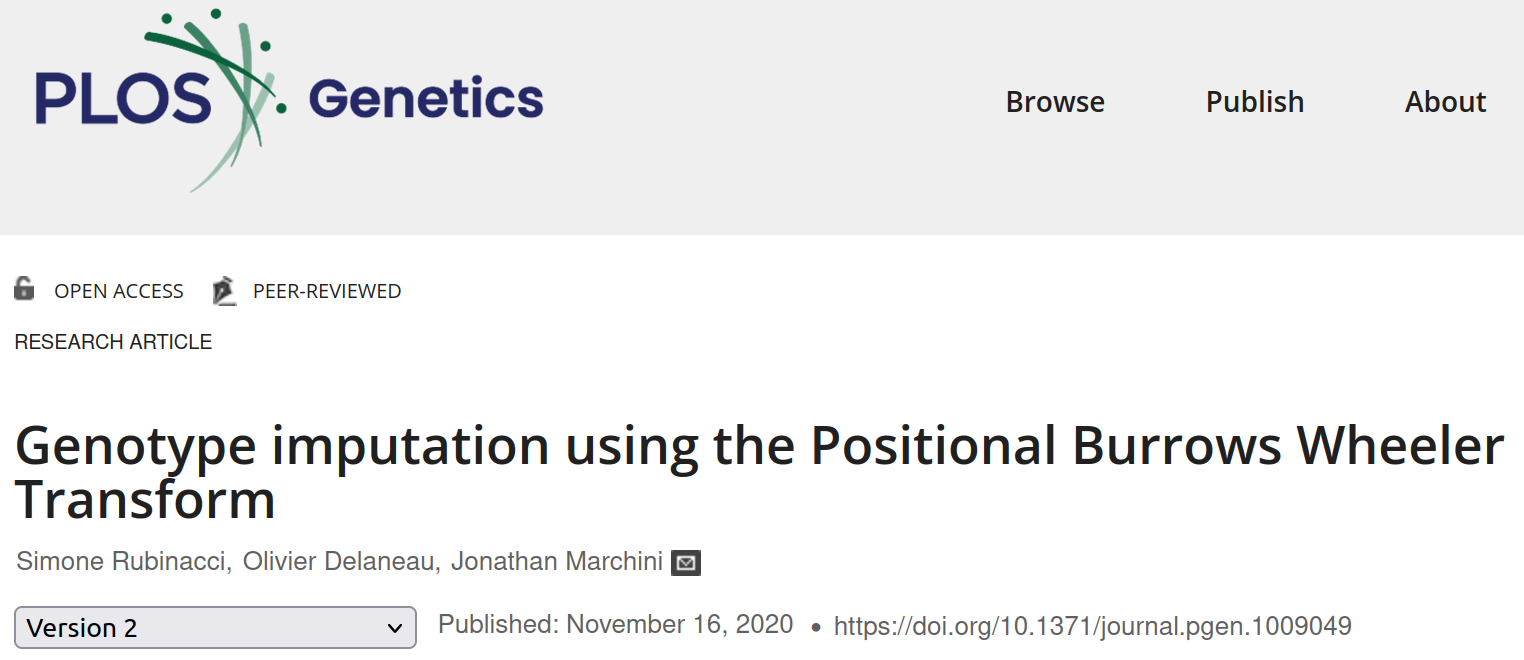 PLOS Genetics Browse Publish About
OPEN ACCESS PEER-REVIEWED
RESEARCH ARTICLE
Genotype imputation using the Positional Burrows Wheeler
Transform
Simone Rubinacci, Olivier Delaneau, Jonathan Marchini
Version 2 Published: November 16, 2020 • https://doi.org/10.1371/journal.pgen.1009049